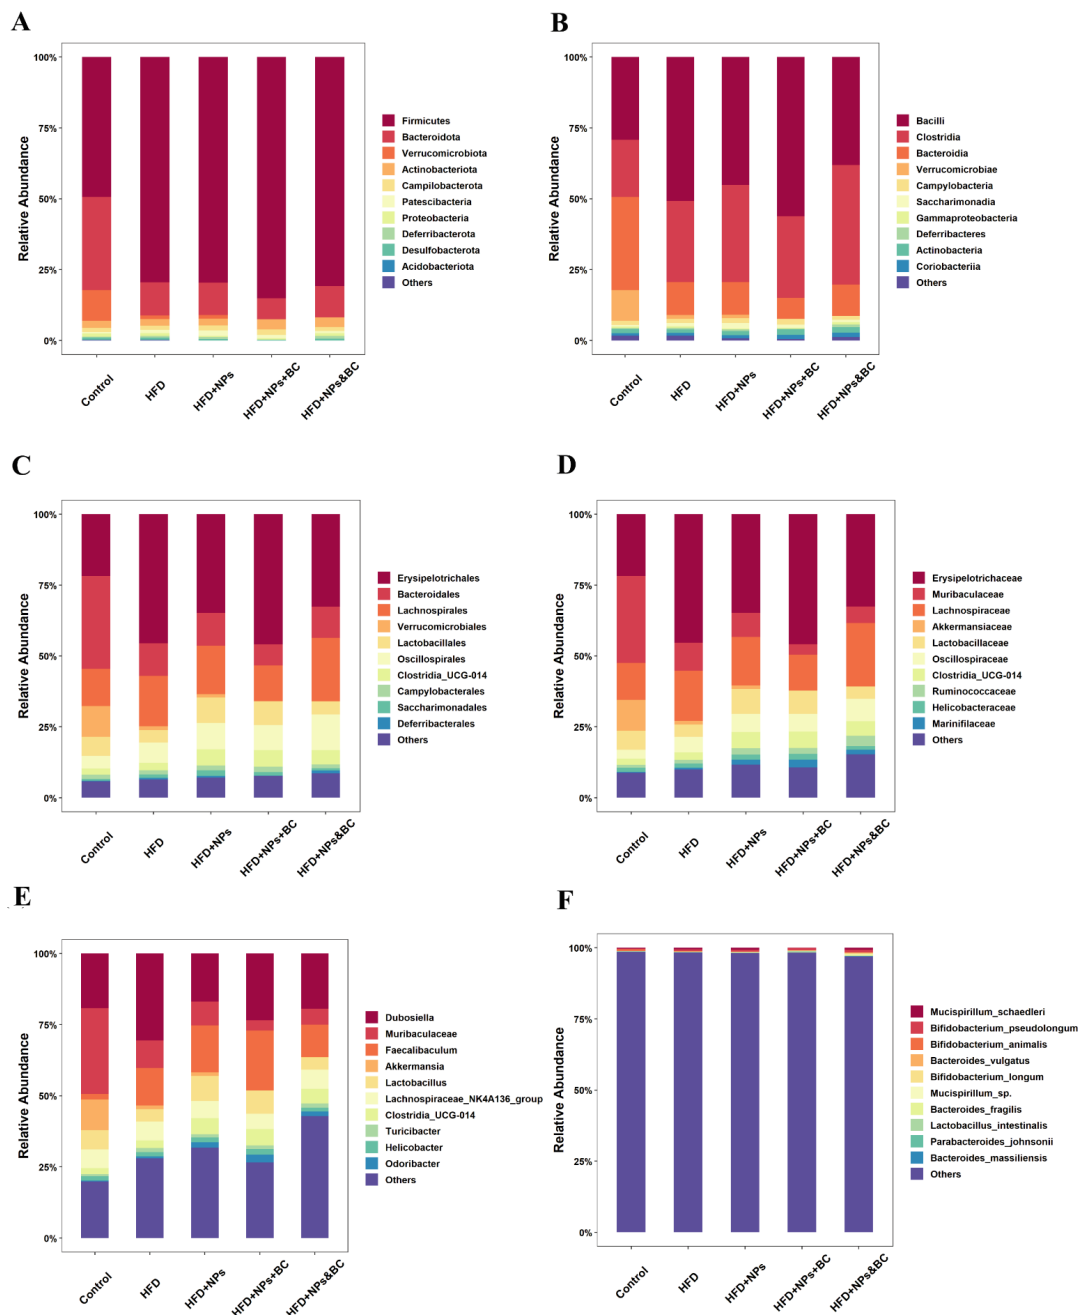 A
Relative Abundance
100%
75%
50%
25%
0%
Control
HFD
HFD+NPs
HFD+NPs+BC
HFD+NPs&BC
Firmicutes
Bacteroidota
Verrucomicrobiota
Actinobacteriota
Campilobacterota
Patescibacteria
Proteobacteria
Deferribacterota
Desulfobacterota
Acidobacteriota
Others
B
Relative Abundance
100%
75%
50%
25%
0%
Control
HFD
HFD+NPs
HFD+NPs+BC
HFD+NPs&BC
Bacilli
Clostridia
Bacteroidia
Verrucomicrobiae
Campylobacteria
Saccharimonadia
Gammaproteobacteria
Deferribacteres
Actinobacteria
Coriobacteriia
Others
C
Relative Abundance
100%
75%
50%
25%
0%
Control
HFD
HFD+NPs
HFD+NPs+BC
HFD+NPs&BC
Erysipelotrichales
Bacteroidales
Lachnospirales
Verrucomicrobiales
Lactobacillales
Oscillospirales
Clostridia_UCG-014
Campylobacterales
Saccharimonadales
Deferribacterales
Others
D
Relative Abundance
100%
75%
50%
25%
0%
Control
HFD
HFD+NPs
HFD+NPs+BC
HFD+NPs&BC
Erysipelotrichaceae
Muribaculaceae
Lachnospiraceae
Akkermansiaceae
Lactobacillaceae
Oscillospiraceae
Clostridia_UCG-014
Ruminococcaceae
Helicobacteraceae
Marinifilaceae
Others
E
Relative Abundance
100%
75%
50%
25%
0%
Control
HFD
HFD+NPs
HFD+NPs+BC
HFD+NPs&BC
Dubosiella
Muribaculaceae
Faecalibaculum
Akkermansia
Lactobacillus
Lachnospiraceae_NK4A136_group
Clostridia_UCG-014
Turicibacter
Helicobacter
Odoribacter
Others
F
Relative Abundance
100%
75%
50%
25%
0%
Control
HFD
HFD+NPs
HFD+NPs+BC
HFD+NPs&BC
Mucispirillum_schaedleri
Bifidobacterium_pseudolongum
Bifidobacterium_animalis
Bacteroides_vulgatus
Bifidobacterium_longum
Mucispirillum_sp.
Bacteroides_fragilis
Lactobacillus_intestinalis
Parabacteroides_johnsonii
Bacteroides_massiliensis
Others